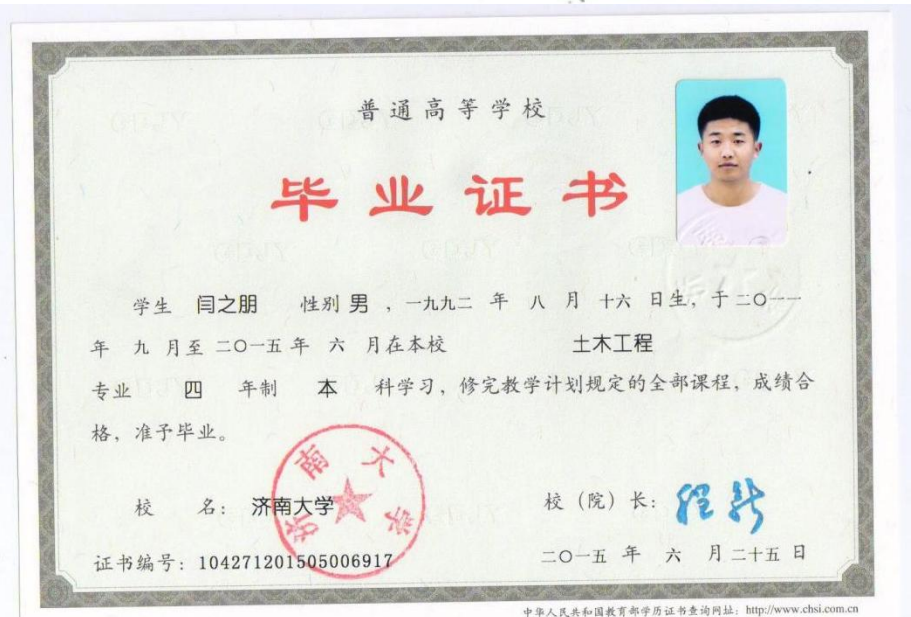 普通高等学校
毕业证书
学生 闫之朋 性别 男 ，一九九二 年 八 月 十六 日生，于 二〇一一
年 九 月至 二〇一五 年 六 月在本校 土木工程
专业 四 年制 本 科学习，修完教学计划规定的全部课程，成绩合
格，准予毕业。
济南大学
校 名：济南大学
校（院）长：程新
证书编号：104271201505006917
二〇一五 年 六 月二十五 日
中华人民共和国教育部学历证书查询网址：http://www.chsi.com.cn